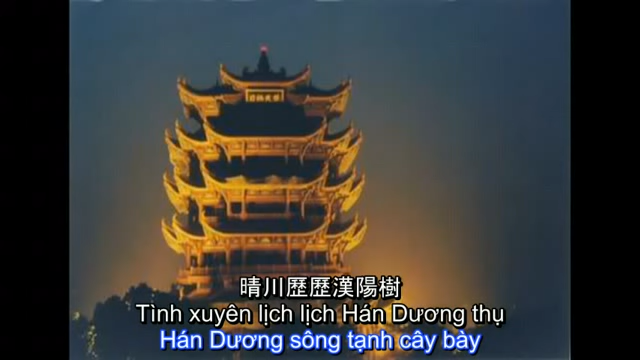 晴川歷歷漢陽樹
Tình xuyên lịch lịch Hán Dương thụ
Hán Dương sông tạnh cây bày